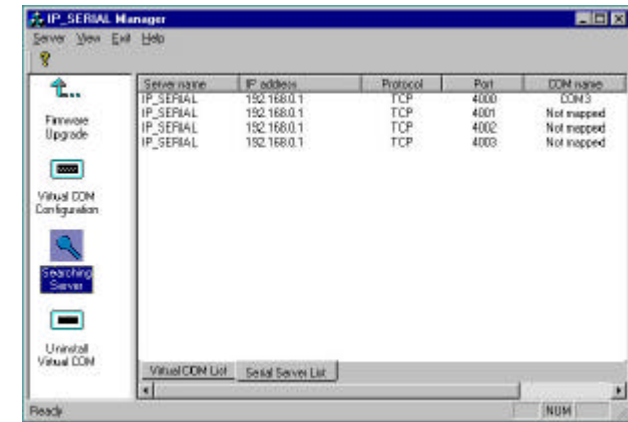 IP_SERIAL Manager
Server View Exit Help
Firmware
Upgrade
Virtual COM
Configuration
Searching
Server
Uninstall
Virtual COM
Server name IP address Protocol Port COM name
IP_SERIAL 192.168.0.1 TCP 4000 COM3
IP_SERIAL 192.168.0.1 TCP 4001 Not mapped
IP_SERIAL 192.168.0.1 TCP 4002 Not mapped
IP_SERIAL 192.168.0.1 TCP 4003 Not mapped
Virtual COM List Serial Server List
Ready NUM